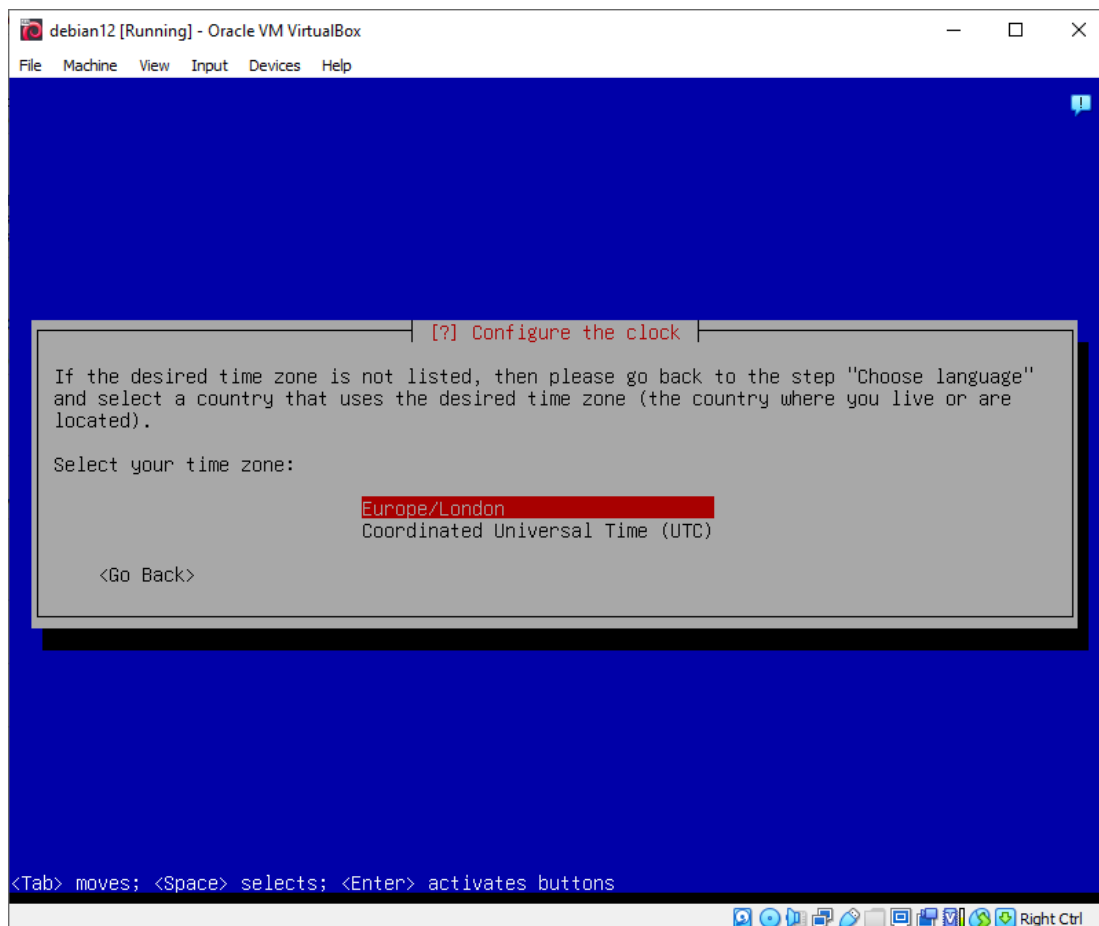 debian12 [Running] - Oracle VM VirtualBox
File Machine View Input Devices Help
[?] Configure the clock
If the desired time zone is not listed, then please go back to the step "Choose language"
and select a country that uses the desired time zone (the country where you live or are
located).
Select your time zone:
Europe/London
Coordinated Universal Time (UTC)
<Go Back>
<Tab> moves; <Space> selects; <Enter> activates buttons
Right Ctrl